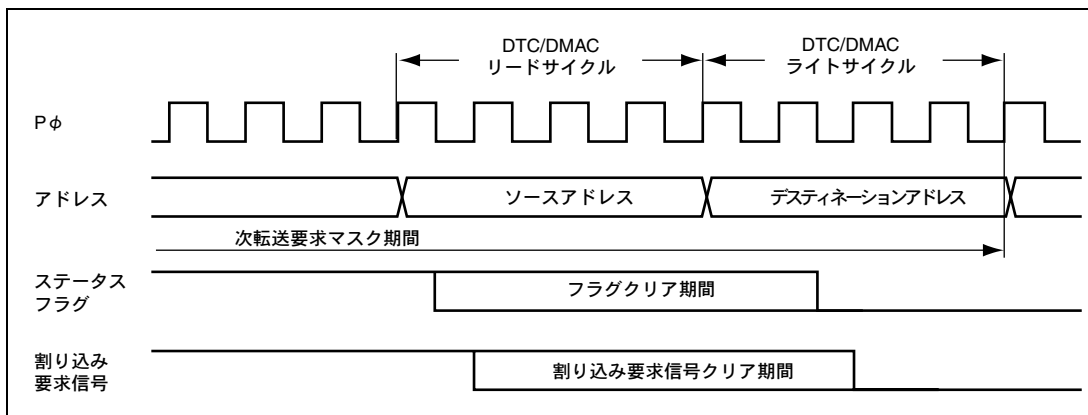 DTC/DMAC
リードサイクル
DTC/DMAC
ライトサイクル
Pφ
アドレス
ソースアドレス
デスティネーションアドレス
次転送要求マスク期間
ステータス
フラグ
フラグクリア期間
割り込み
要求信号
割り込み要求信号クリア期間